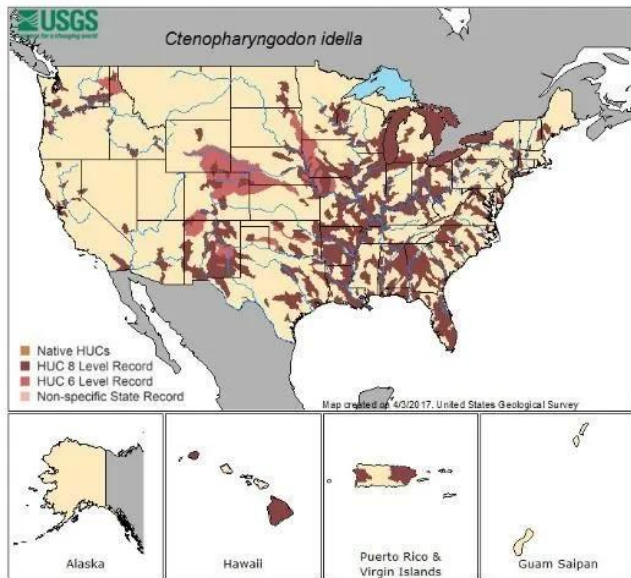 USGS
science for a changing world
Ctenopharyngodon idella
Native HUCs
HUC 8 Level Record
HUC 6 Level Record
Non-specific State Record
Map created on 4/3/2017. United States Geological Survey
Alaska
Hawaii
Puerto Rico &
Virgin Islands
Guam Saipan